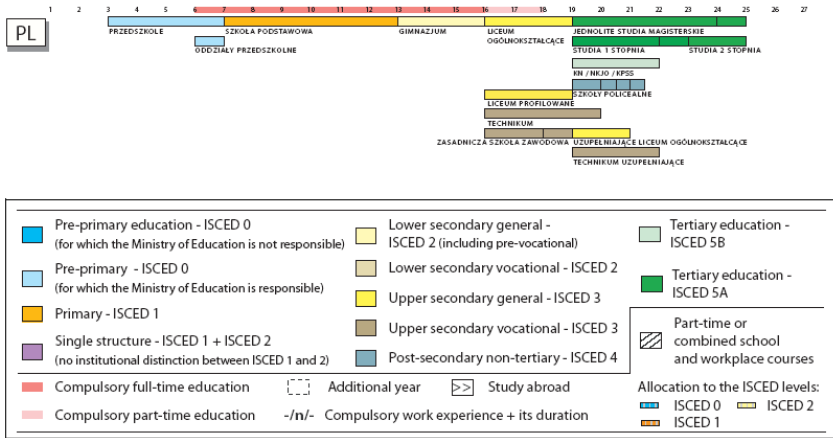 1 2 3 4 5 6 7 8 9 10 11 12 13 14 15 16 17 18 19 20 21 22 23 24 25 26 27
PL
PRZEDSZKOLE SZKOŁA PODSTAWOWA GIMNAZJUM LICEUM OGÓLNOKSZTAŁCĄCE JEDNOLITE STUDIA MAGISTERSKIE
ODDZIAŁY PRZEDSZKOLNE STUDIA 1 STOPNIA STUDIA 2 STOPNIA
KN / NKJO / KPSS
SZKOŁY POLICEALNE
LICEUM PROFILOWANE
TECHNIKUM
ZASADNICZA SZKOŁA ZAWODOWA UZUPEŁNIAJĄCE LICEUM OGÓLNOKSZTAŁCĄCE
TECHNIKUM UZUPEŁNIAJĄCE
Pre-primary education - ISCED 0
(for which the Ministry of Education is not responsible)
Pre-primary - ISCED 0
(for which the Ministry of Education is responsible)
Primary - ISCED 1
Single structure - ISCED 1 + ISCED 2
(no institutional distinction between ISCED 1 and 2)
Lower secondary general -
ISCED 2 (including pre-vocational)
Lower secondary vocational - ISCED 2
Upper secondary general - ISCED 3
Upper secondary vocational - ISCED 3
Post-secondary non-tertiary - ISCED 4
Tertiary education -
ISCED 5B
Tertiary education -
ISCED 5A
Part-time or
combined school
and workplace courses
Compulsory full-time education
Additional year
>> Study abroad
Compulsory part-time education
-/n/- Compulsory work experience + its duration
Allocation to the ISCED levels:
ISCED 0 ISCED 2
ISCED 1